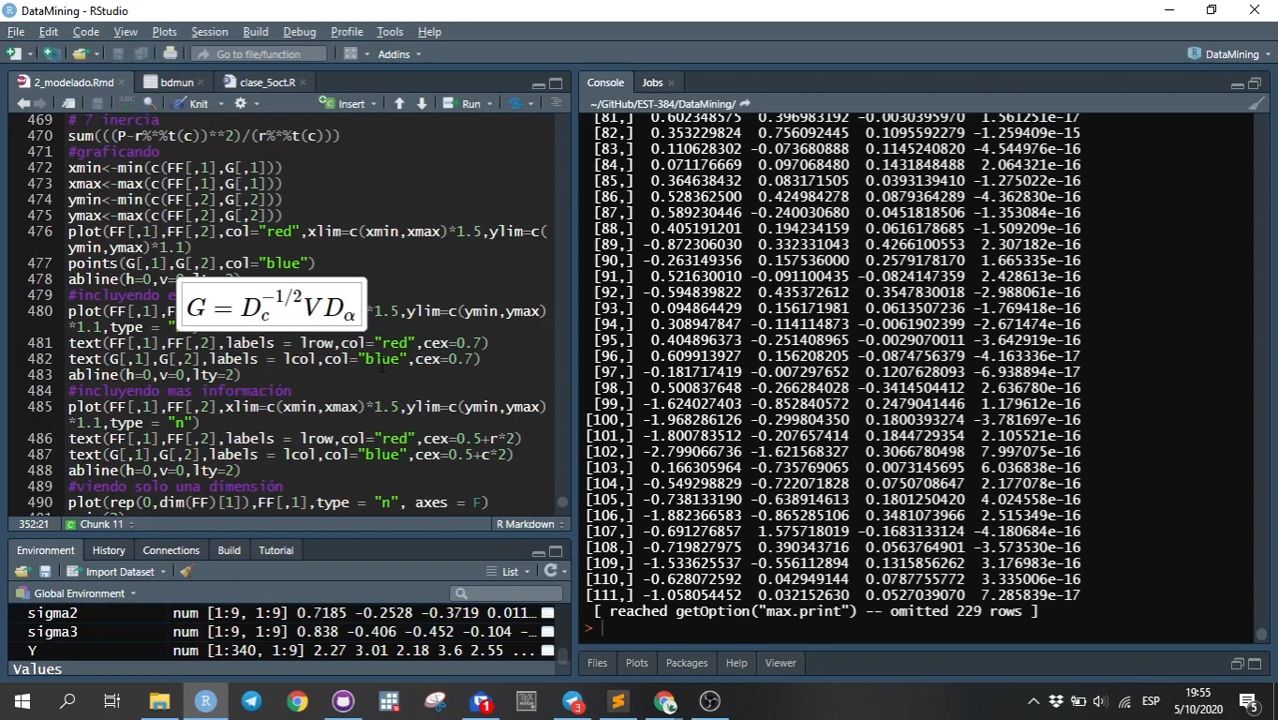 DataMining - RStudio
File Edit Code View Plots Session Build Debug Profile Tools Help
Go to file/function Addins DataMining
2_modelado.Rmd bdmun clase_5oct.R
Knit Insert Run
469 # 7 inercia
470 sum(((P-r%*%t(c))**2)/(r%*%t(c)))
471 #graficando
472 xmin<-min(c(FF[,1],G[,1]))
473 xmax<-max(c(FF[,1],G[,1]))
474 ymin<-min(c(FF[,2],G[,2]))
475 ymax<-max(c(FF[,2],G[,2]))
476 plot(FF[,1],FF[,2],col="red",xlim=c(xmin,xmax)*1.5,ylim=c(
ymin,ymax)*1.1)
477 points(G[,1],G[,2],col="blue")
478 abline(h=0,v=0,lty=2)
479 #incluyendo e
480 plot(FF[,1],F *1.5,ylim=c(ymin,ymax)
*1.1,type = "
G = D_c^{-1/2} V D_α
481 text(FF[,1],FF[,2],labels = lrow,col="red",cex=0.7)
482 text(G[,1],G[,2],labels = lcol,col="blue",cex=0.7)
483 abline(h=0,v=0,lty=2)
484 #incluyendo mas información
485 plot(FF[,1],FF[,2],xlim=c(xmin,xmax)*1.5,ylim=c(ymin,ymax)
*1.1,type = "n")
486 text(FF[,1],FF[,2],labels = lrow,col="red",cex=0.5+r*2)
487 text(G[,1],G[,2],labels = lcol,col="blue",cex=0.5+c*2)
488 abline(h=0,v=0,lty=2)
489 #viendo solo una dimensión
490 plot(rep(0,dim(FF)[1]),FF[,1],type = "n", axes = F)
352:21 Chunk 11 R Markdown
Environment History Connections Build Tutorial
Import Dataset List
Global Environment
sigma2 num [1:9, 1:9] 0.7185 -0.2528 -0.3719 0.011...
sigma3 num [1:9, 1:9] 0.838 -0.406 -0.452 -0.104 -...
Y num [1:340, 1:9] 2.27 3.01 2.18 3.6 2.55 ...
Values
Console Jobs
~/GitHub/EST-384/DataMining/
[81,] 0.602348575 0.396983192 -0.0030395970 1.561251e-17
[82,] 0.353229824 0.756092445 0.1095592279 -1.259409e-15
[83,] 0.110628302 -0.073680888 0.1145240820 -4.544976e-16
[84,] 0.071176669 0.097068480 0.1431848488 2.064321e-16
[85,] 0.364638432 0.083171505 0.0393139410 -1.275022e-16
[86,] 0.528362500 0.424984276 0.0879364289 -4.362838e-16
[87,] 0.589230446 -0.240030680 0.0451818506 -1.353084e-16
[88,] 0.405191201 0.194234159 0.0616178685 -1.509209e-16
[89,] -0.872306030 0.332331043 0.4266100553 2.307182e-16
[90,] -0.263149356 0.157536000 0.2579179071 -9.289137e-16
[91,] 0.521630010 -0.091100435 -0.0824147359 2.428613e-16
[92,] -0.594839822 0.435372612 0.3547830727 -2.988061e-16
[93,] 0.094864429 0.156171981 0.0613507236 -1.718460e-16
[94,] 0.308947847 -0.114114873 -0.0061902399 -2.671474e-16
[95,] 0.404896373 -0.251408965 -0.0029070011 -3.434497e-16
[96,] 0.609913927 0.156208205 -0.0874756379 -4.163337e-17
[97,] -0.181717419 -0.007297652 0.1207628093 -6.938894e-17
[98,] 0.500837648 -0.266284028 -0.3414504412 2.636780e-16
[99,] -1.624027403 -0.852840572 0.2479041446 1.179612e-16
[100,] -1.968286126 -0.299804350 0.1800393274 -3.781697e-16
[101,] -1.800783512 -0.207657414 0.1844729354 2.105521e-16
[102,] -2.799066736 -1.621568327 0.3066780498 7.997075e-16
[103,] 0.166305964 -0.735769065 0.0073145695 6.036838e-16
[104,] -0.549298829 -0.722071828 0.0750708647 2.177078e-16
[105,] -0.738133190 -0.638914613 0.1801250420 4.024558e-16
[106,] -1.882936358 -0.865285106 0.3481073966 2.515349e-16
[107,] -0.691276857 1.575718019 -0.1683133124 -4.180684e-16
[108,] -0.719827975 0.390343716 0.0563764901 -3.573530e-16
[109,] -1.533625537 -0.553157494 0.1315856262 3.176983e-16
[110,] -0.628072592 0.042949144 0.0787755772 3.335006e-16
[111,] -1.058054452 0.032152630 0.0527039070 7.285839e-17
[ reached getOption("max.print") -- omitted 229 rows ]
>
Files Plots Packages Help Viewer
ESP 19:55
5/10/2020